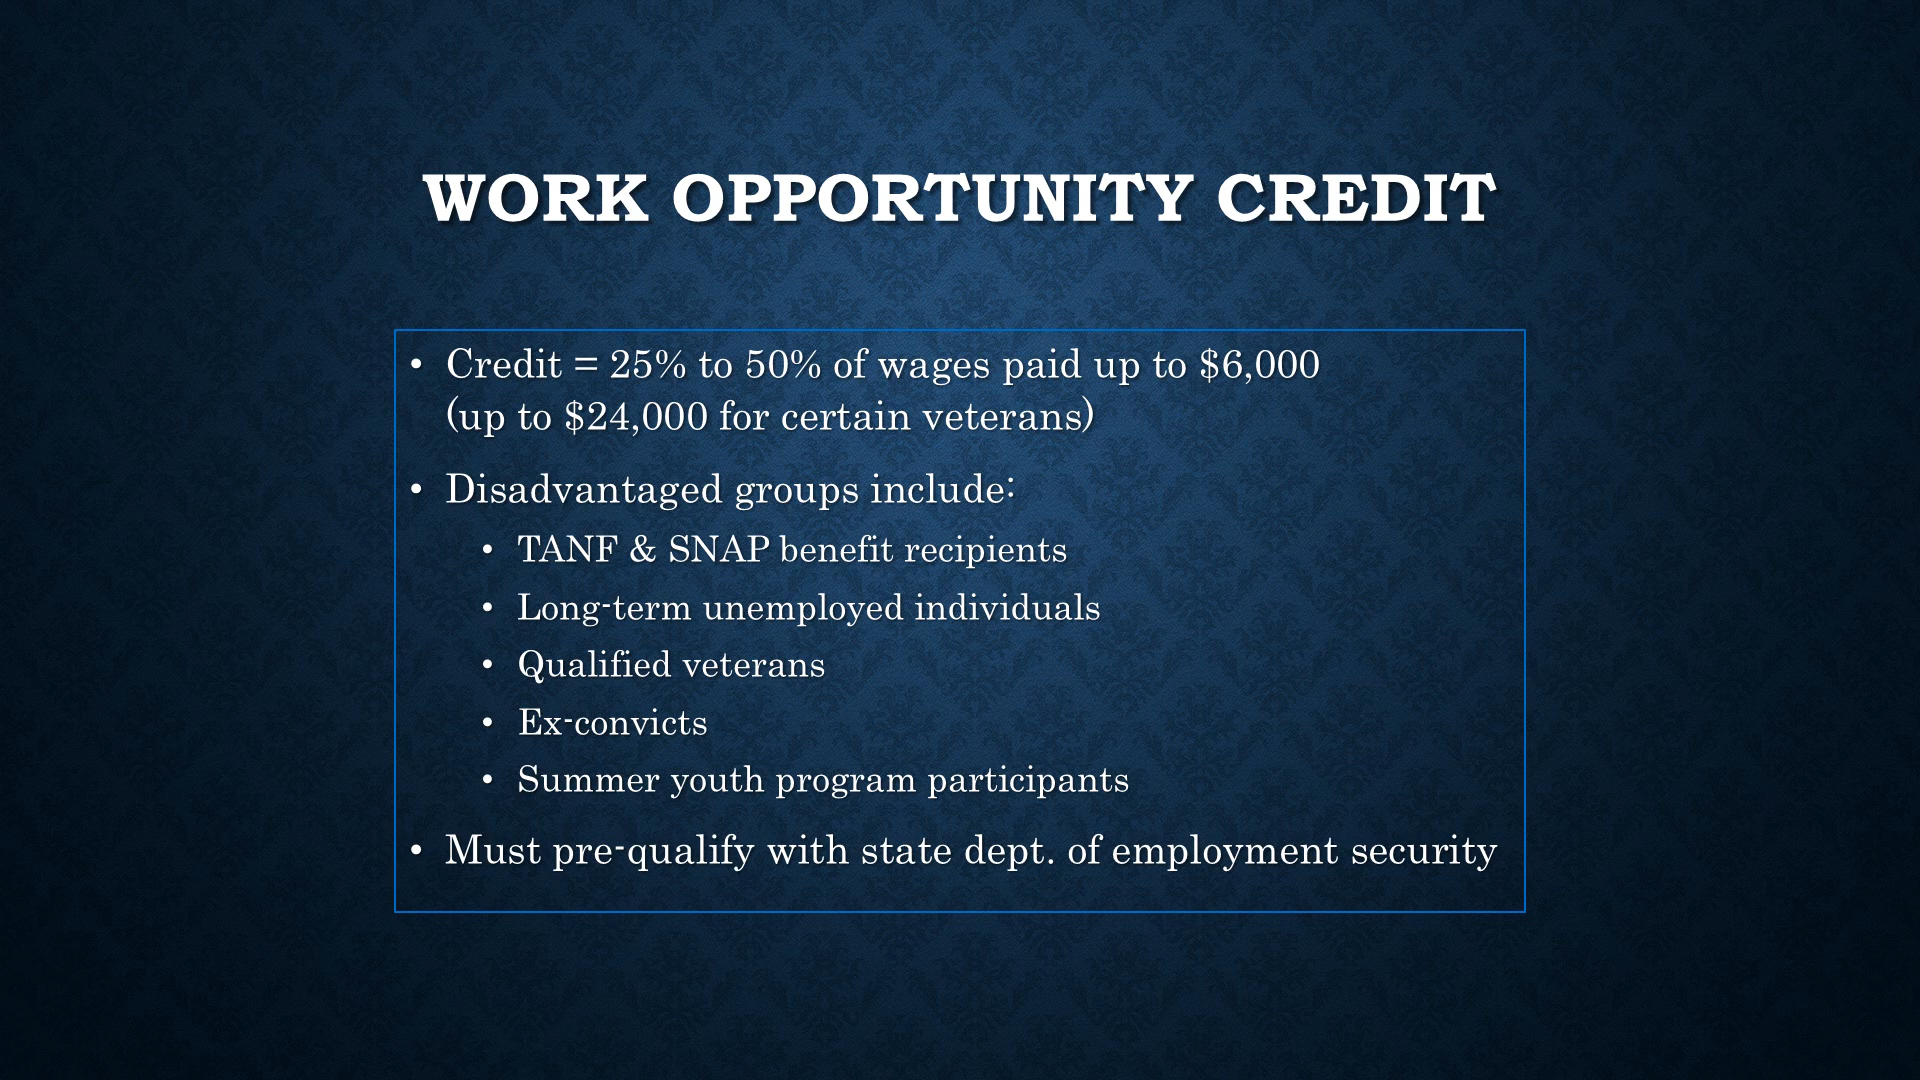 WORK OPPORTUNITY CREDIT
• Credit = 25% to 50% of wages paid up to $6,000
(up to $24,000 for certain veterans)
• Disadvantaged groups include:
• TANF & SNAP benefit recipients
• Long-term unemployed individuals
• Qualified veterans
• Ex-convicts
• Summer youth program participants
• Must pre-qualify with state dept. of employment security